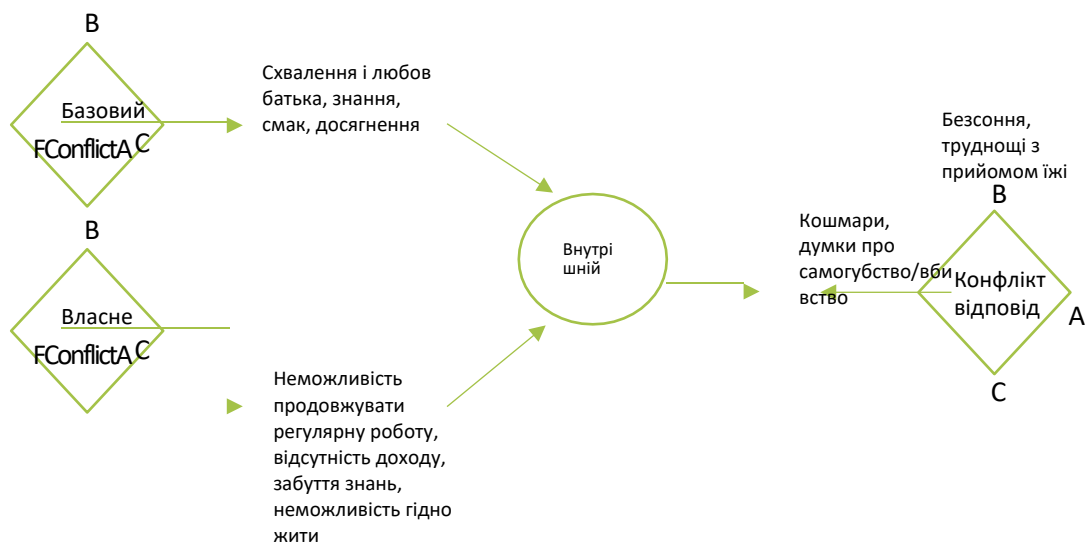 B
Базовий
FConflictA C
Схвалення і любов
батька, знання,
смак, досягнення
B
Власне
FConflictA C
Неможливість
продовжувати
регулярну роботу,
відсутність доходу,
забуття знань,
неможливість гідно
жити
Внутрі
шній
Кошмари,
думки про
самогубство/вби
вство
Безсоння,
труднощі з
прийомом їжі
B
Конфлікт
відповід
A
C